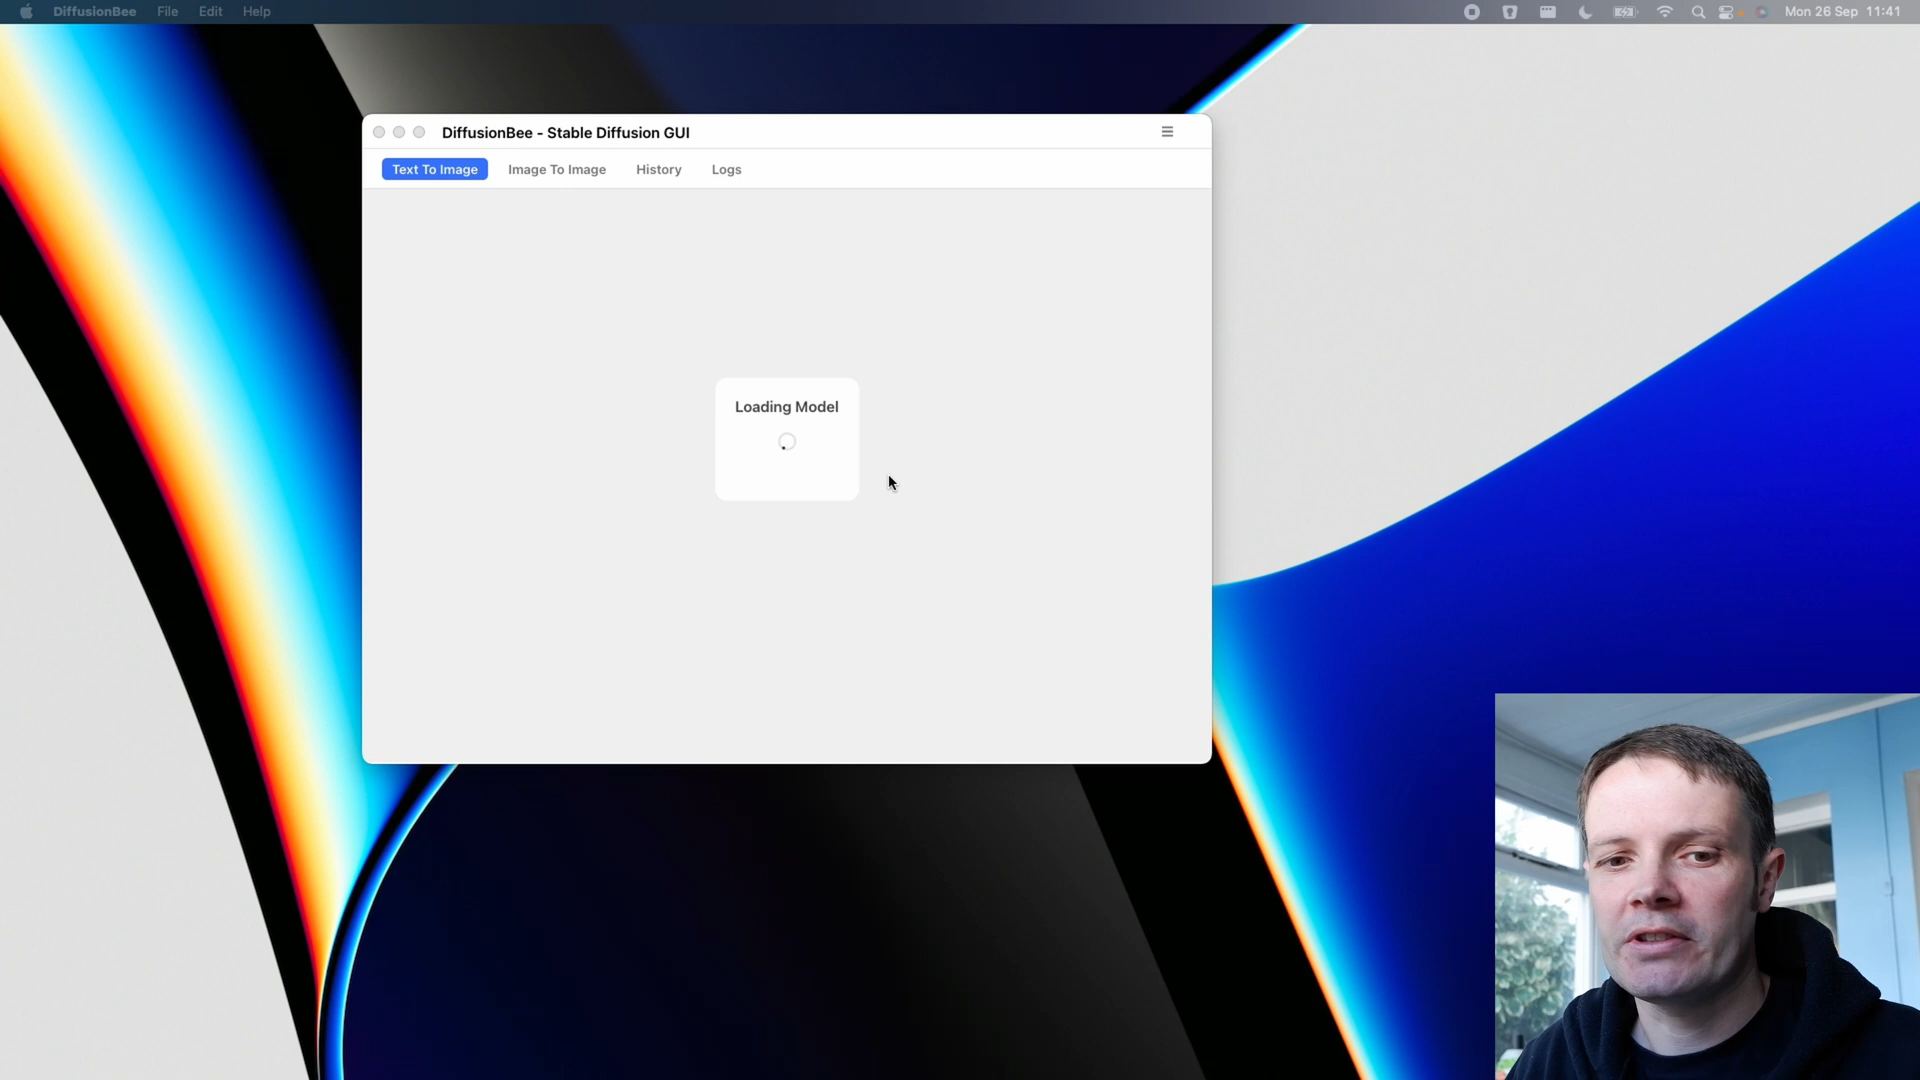 DiffusionBee File Edit Help
Mon 26 Sep 11:41
DiffusionBee - Stable Diffusion GUI
Text To Image Image To Image History Logs
Loading Model